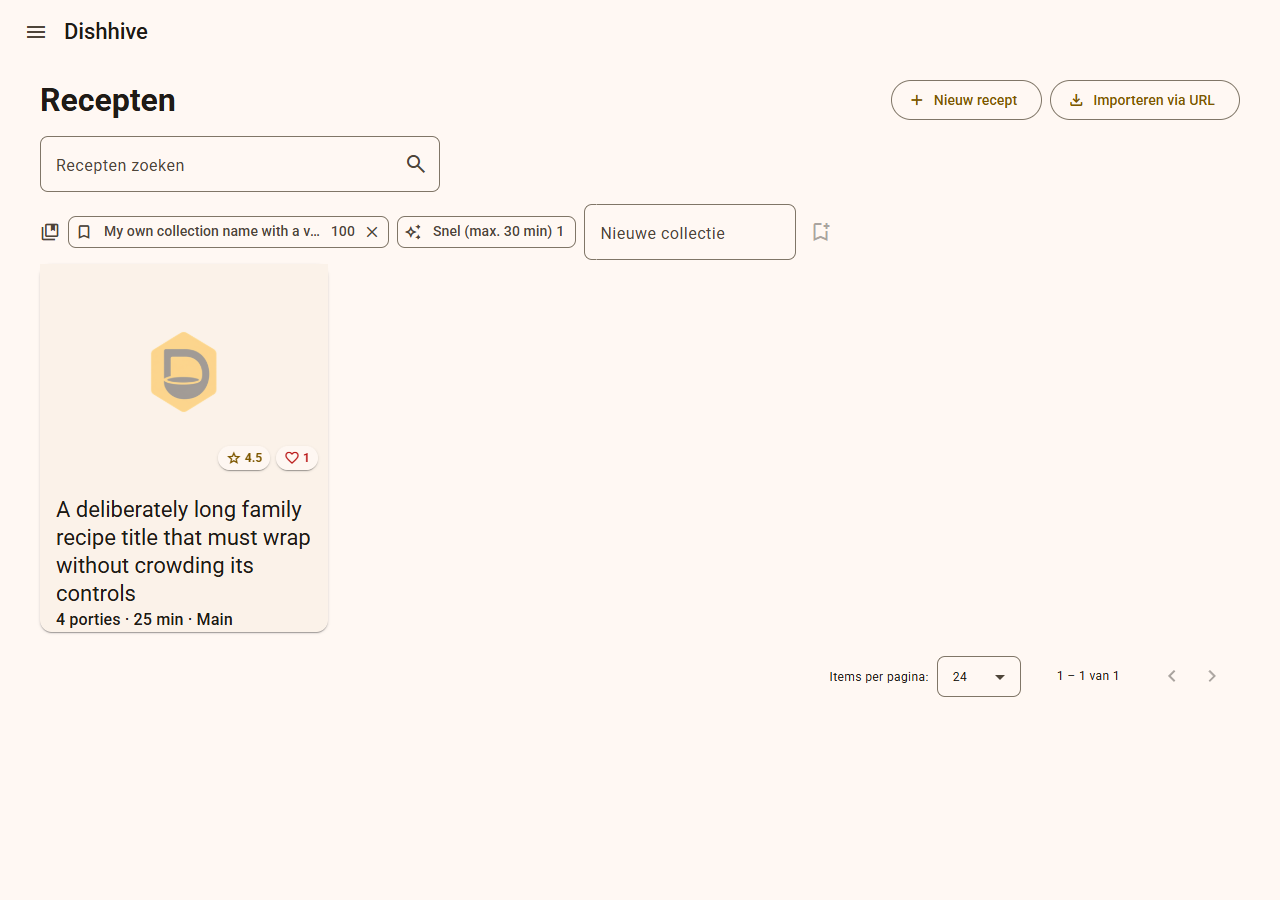 Dishhive
Recepten
Nieuw recept
Importeren via URL
Recepten zoeken
My own collection name with a v... 100
Snel (max. 30 min) 1
Nieuwe collectie
D
4.5
1
A deliberately long family
recipe title that must wrap
without crowding its
controls
4 porties · 25 min · Main
Items per pagina:
24
1 – 1 van 1